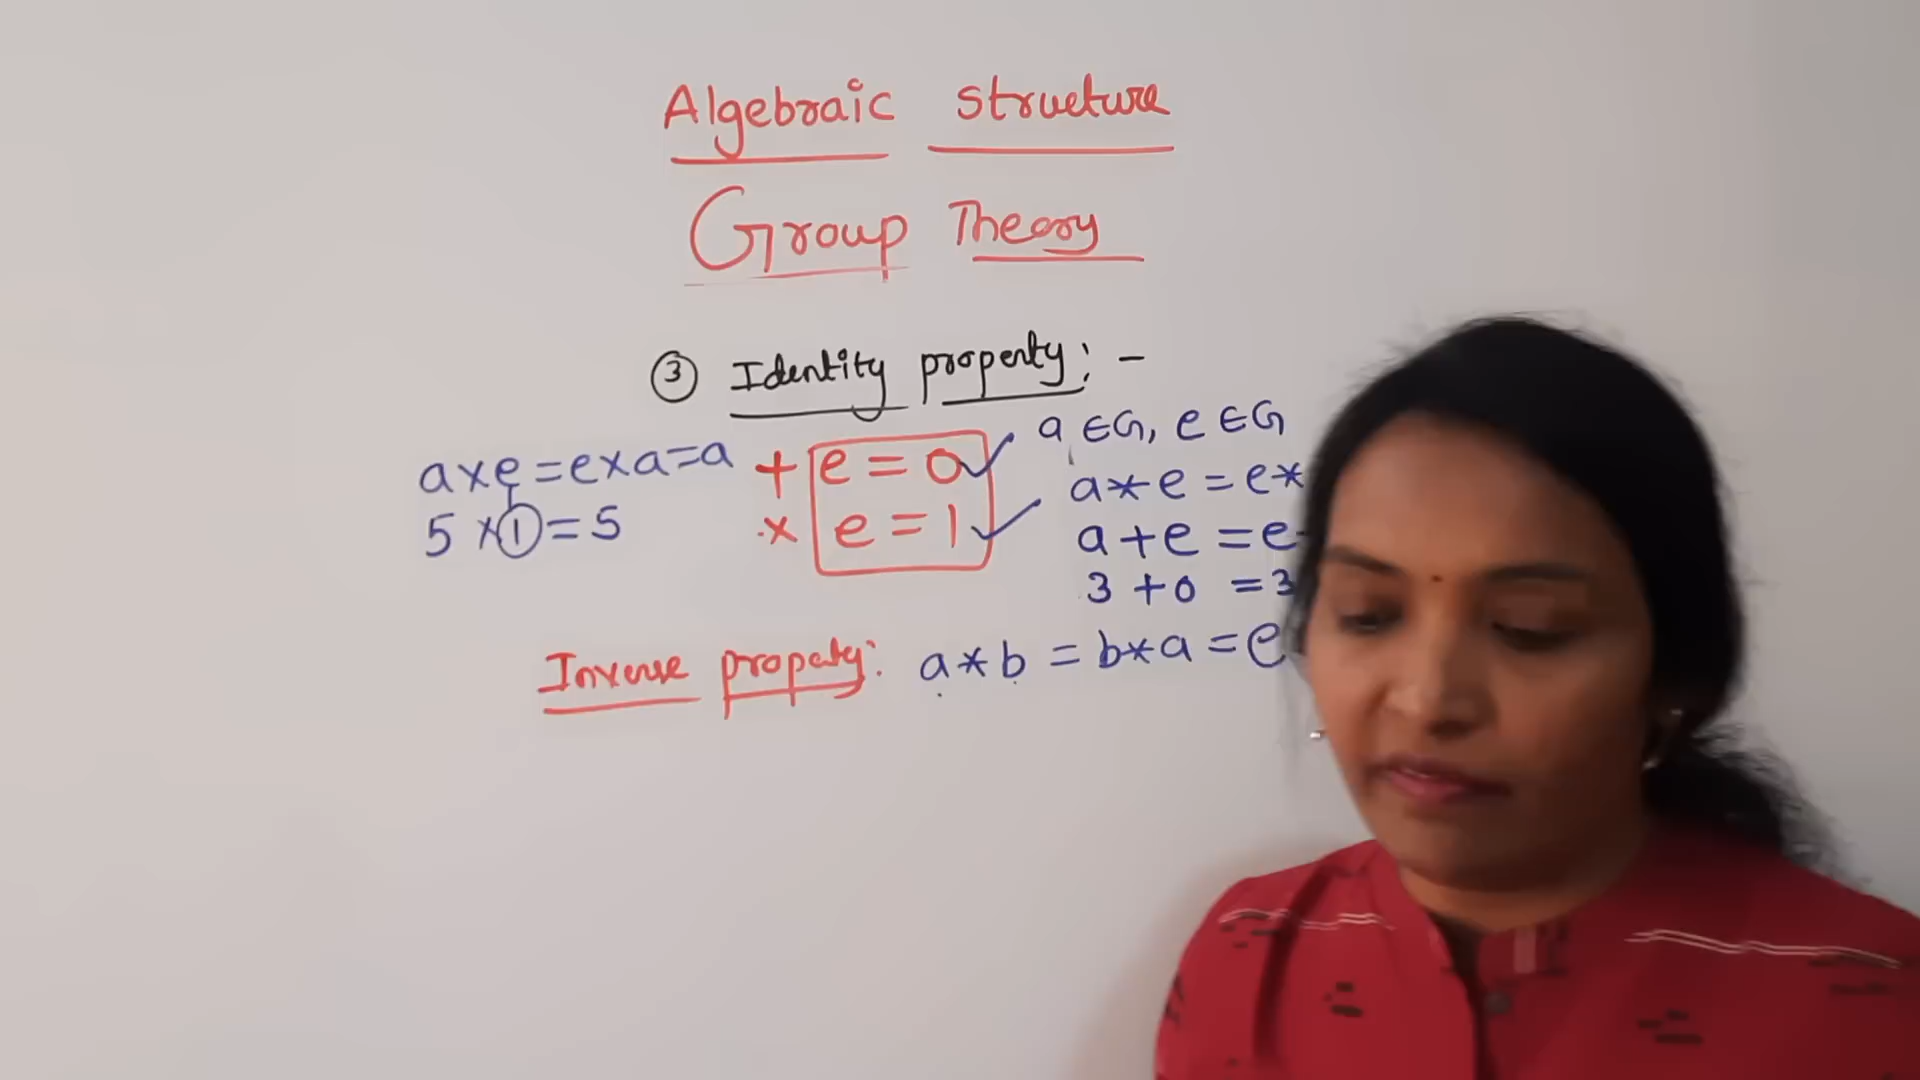 Algebraic structure
Group Theory
③ Identity property: -
a ∈ G, e ∈ G
a × e = e × a = a
+ e = 0
a * e = e *
5 × 1 = 5
× e = 1
a + e = e
3 + 0 = 3
Inverse property: a * b = b * a = e